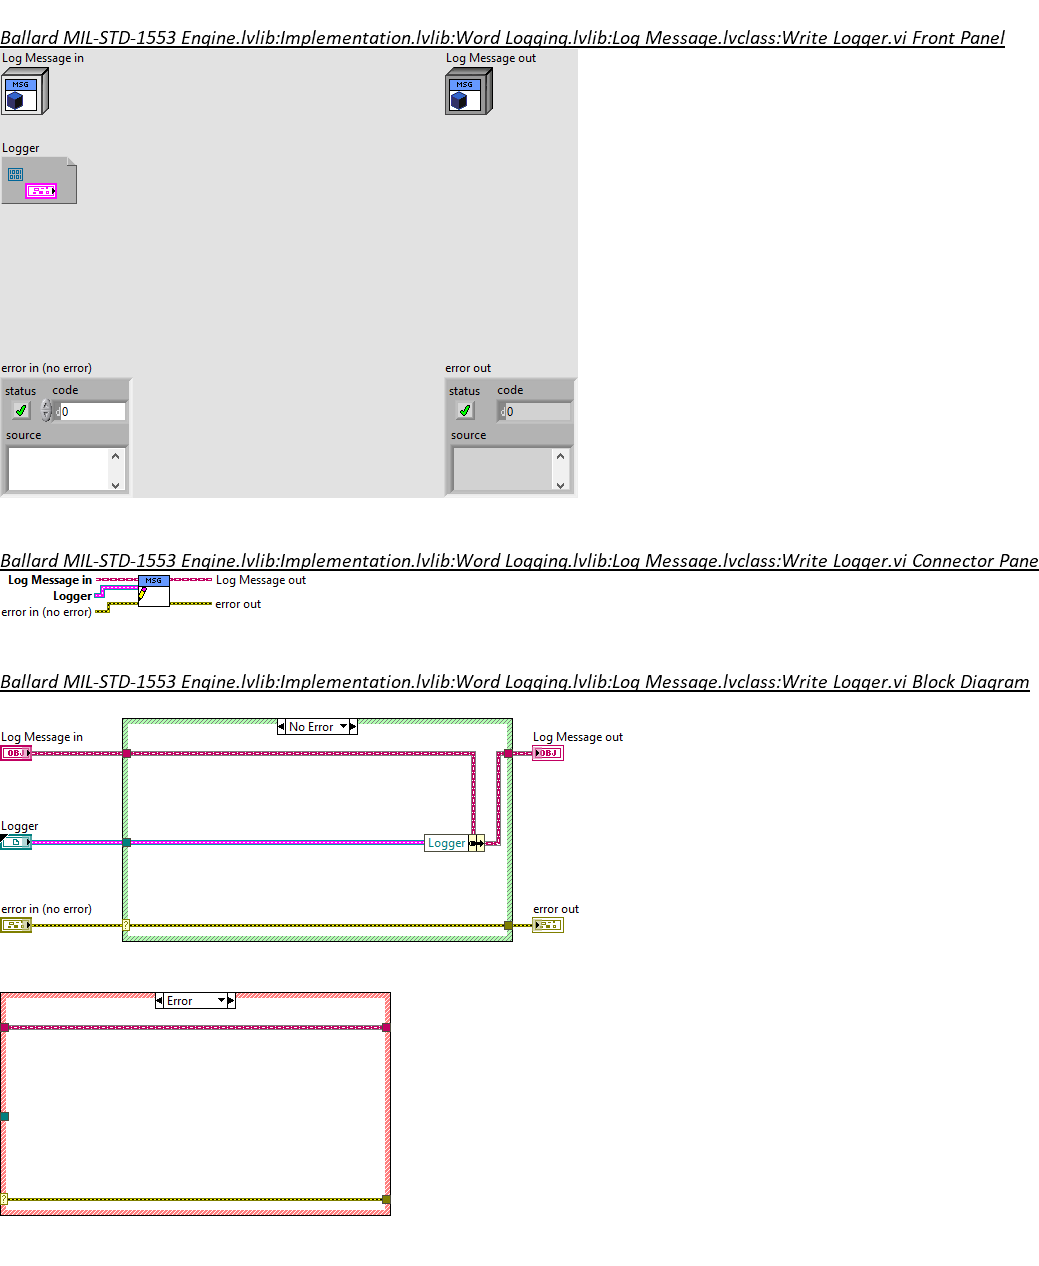 Ballard MIL-STD-1553 Engine.lvlib:Implementation.lvlib:Word Logging.lvlib:Log Message.lvclass:Write Logger.vi Front Panel
Log Message in
Log Message out
MSG
MSG
Logger
error in (no error)
error out
status
code
status
code
d
0
d
0
source
source
Ballard MIL-STD-1553 Engine.lvlib:Implementation.lvlib:Word Logging.lvlib:Log Message.lvclass:Write Logger.vi Connector Pane
Log Message in
MSG
Log Message out
Logger
error in (no error)
error out
Ballard MIL-STD-1553 Engine.lvlib:Implementation.lvlib:Word Logging.lvlib:Log Message.lvclass:Write Logger.vi Block Diagram
No Error
Log Message in
Log Message out
OBJ
OBJ
Logger
Logger
error in (no error)
error out
?
Error
?